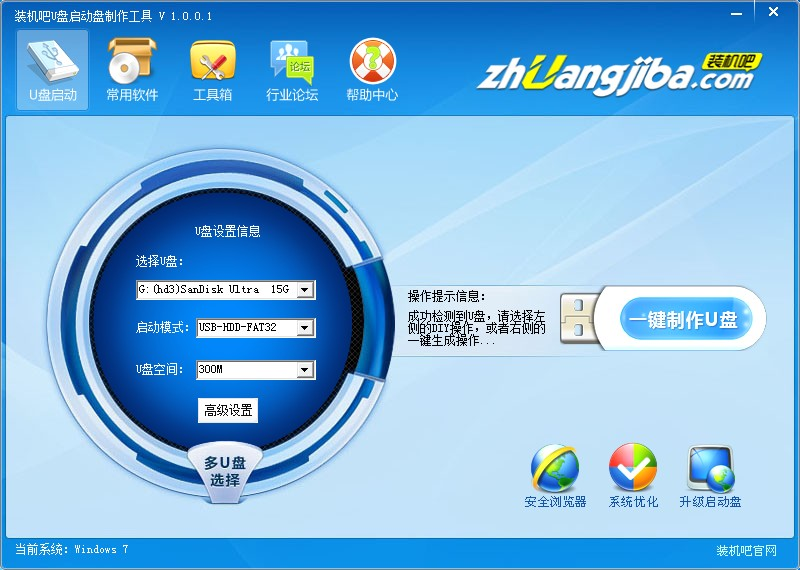 装机吧U盘启动盘制作工具 V 1.0.0.1
U盘启动
常用软件
工具箱
论坛
行业论坛
帮助中心
zhUangjiba.com
装机吧
U盘设置信息
选择U盘:
G:(hd3)SanDisk Ultra 15G
启动模式: USB-HDD-FAT32
U盘空间: 300M
高级设置
多U盘
选择
操作提示信息:
成功检测到U盘,请选择左
侧的DIY操作, 或者右侧的
一键生成操作...
一键制作U盘
安全浏览器
系统优化
升级启动盘
当前系统: Windows 7
装机吧官网